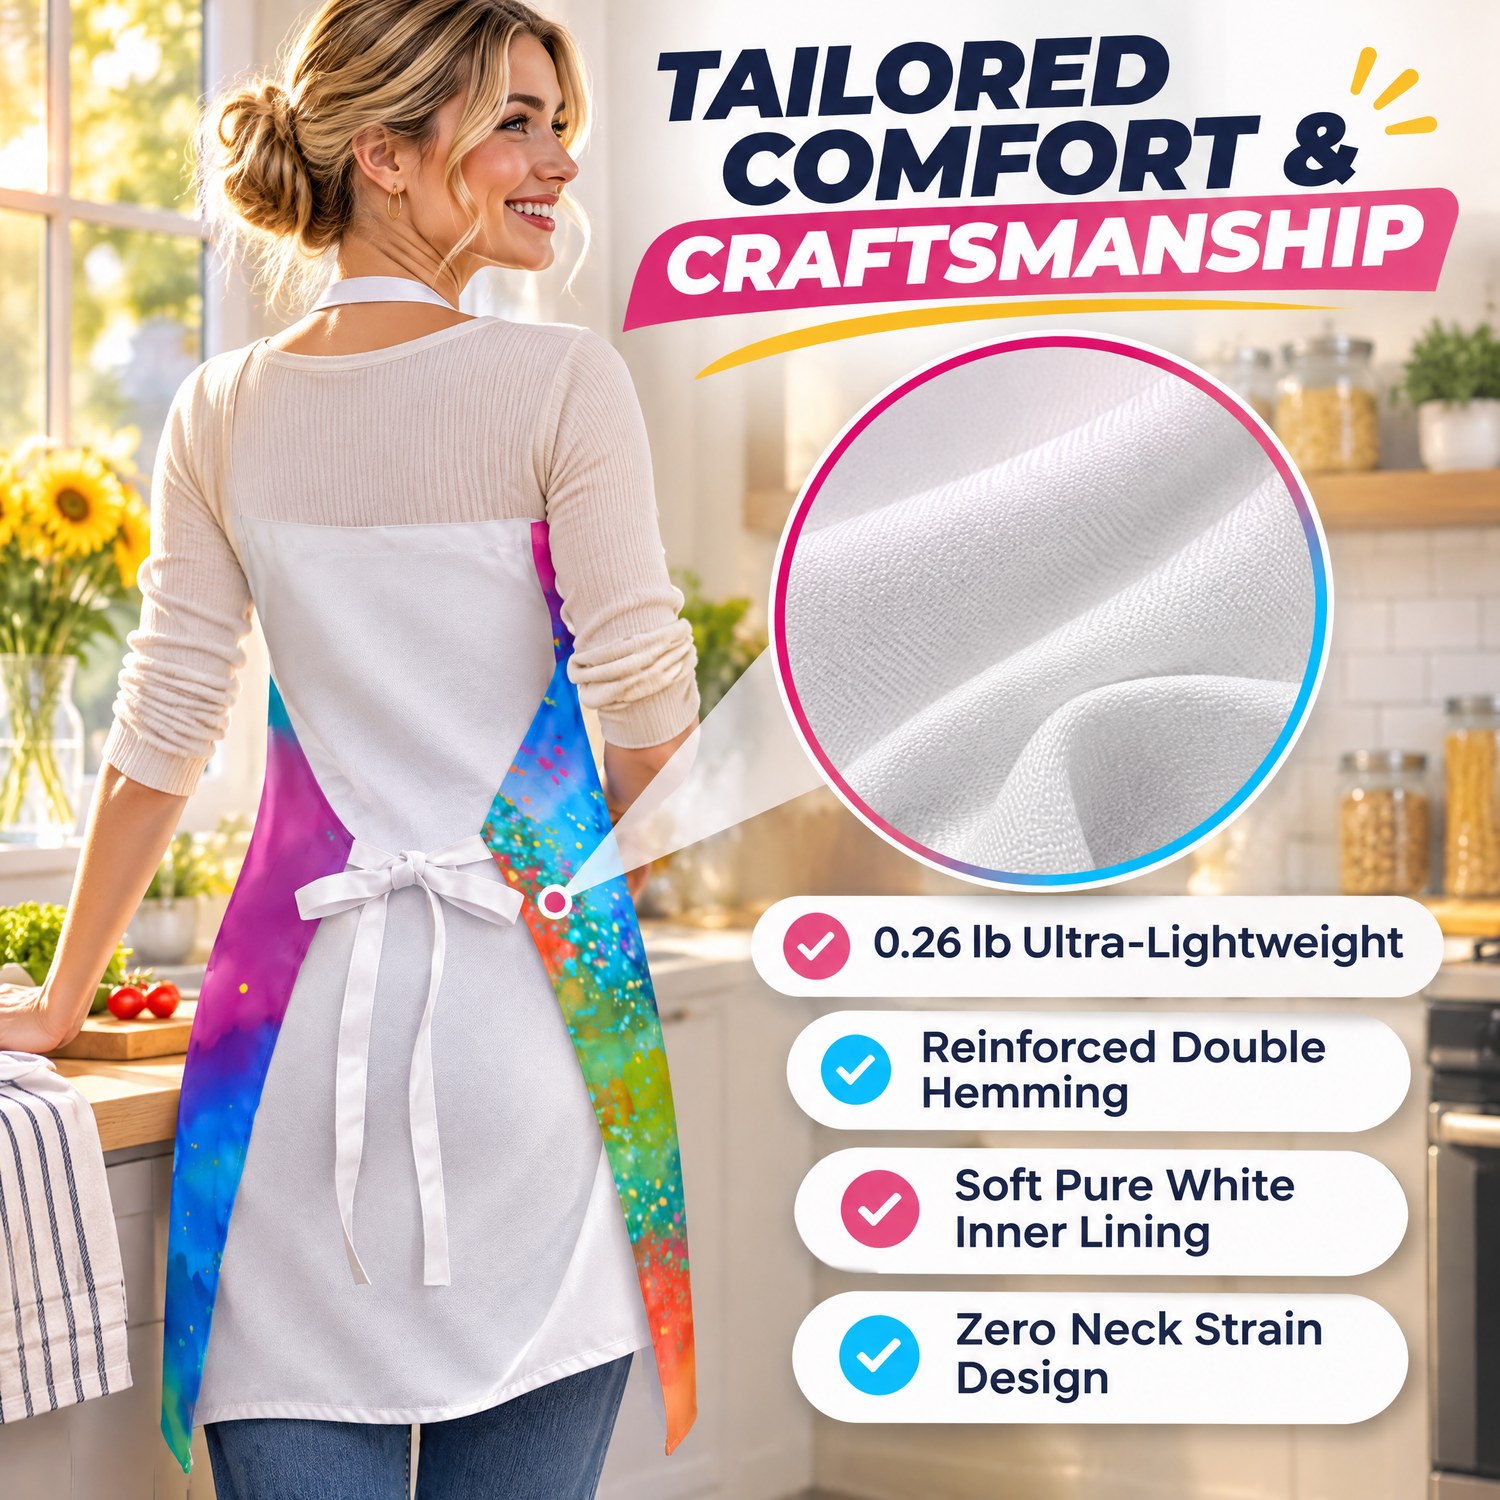 TAILORED
COMFORT &
CRAFTSMANSHIP
0.26 lb Ultra-Lightweight
Reinforced Double
Hemming
Soft Pure White
Inner Lining
Zero Neck Strain
Design